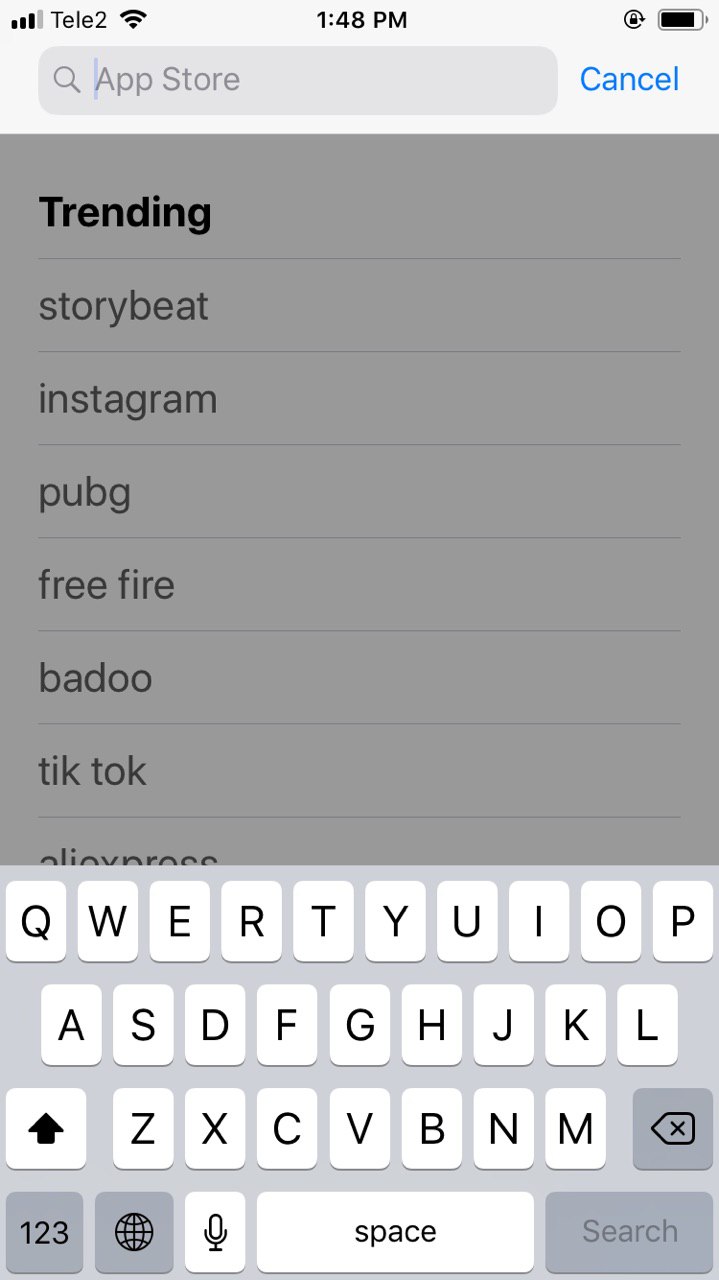 Tele2 1:48 PM
App Store Cancel
Trending
storybeat
instagram
pubg
free fire
badoo
tik tok
aliexpress
Q W E R T Y U I O P
A S D F G H J K L
Z X C V B N M
123 space Search